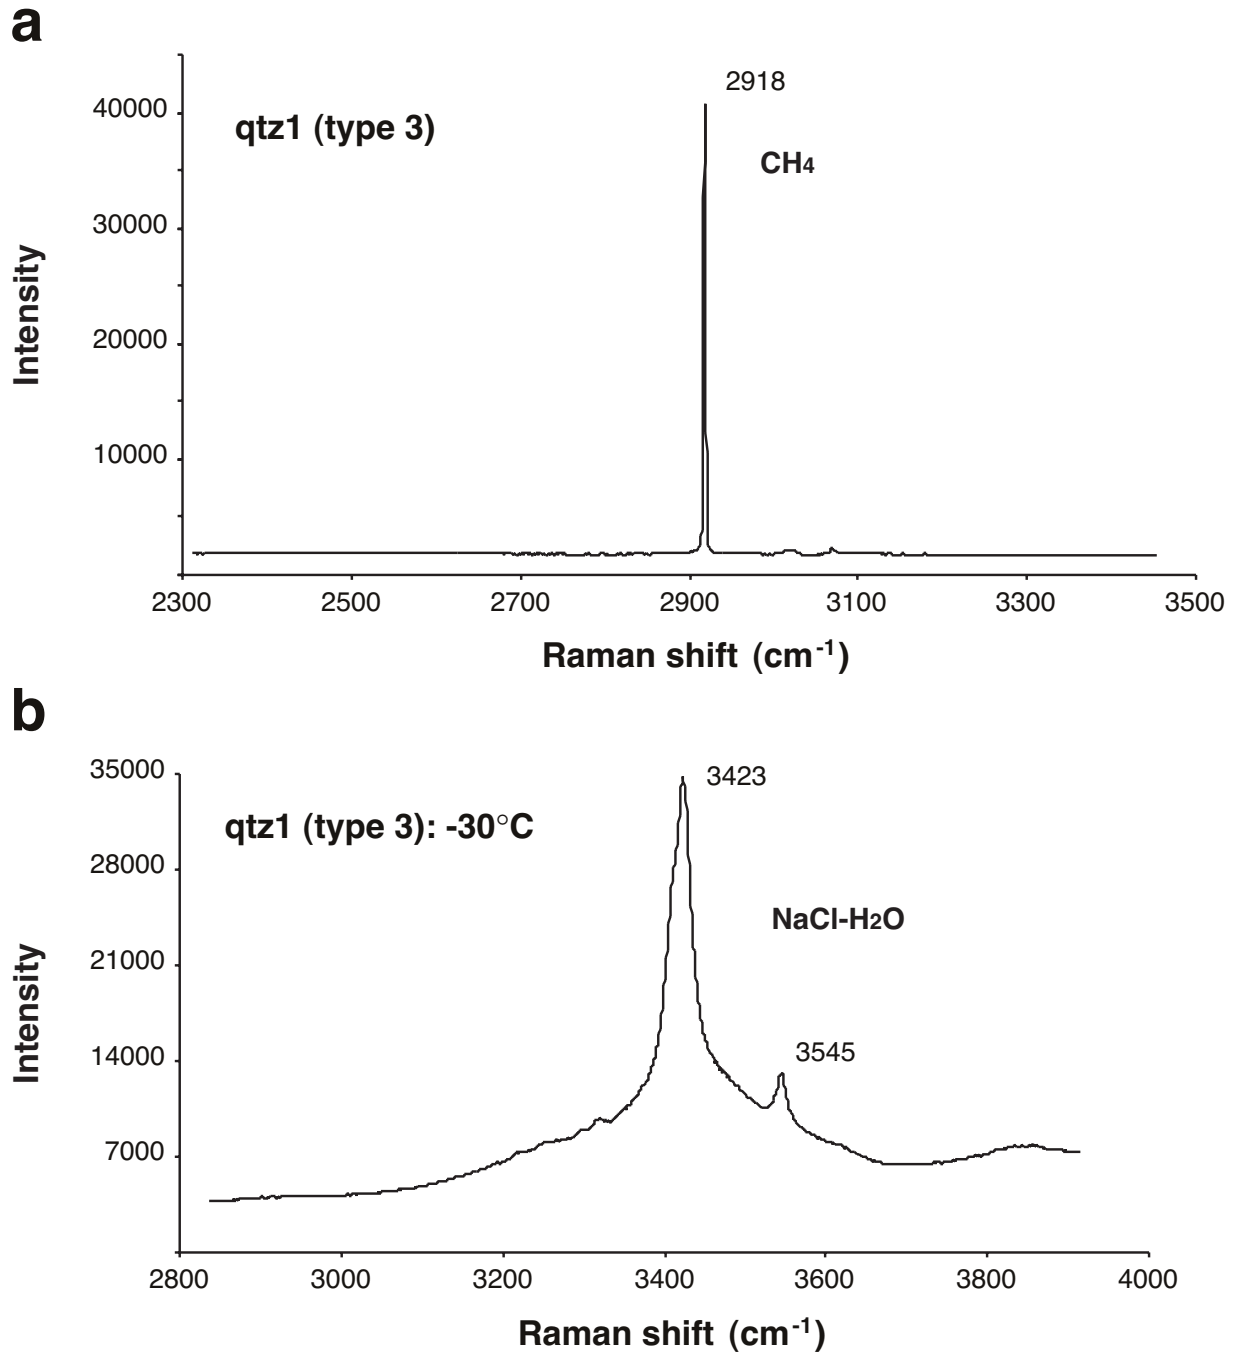 a
2918
40000
qtz1 (type 3)
CH4
30000
Intensity
20000
10000
2300 2500 2700 2900 3100 3300 3500
Raman shift (cm-1)
b
35000
3423
qtz1 (type 3): -30°C
28000
NaCl-H2O
21000
Intensity
14000
3545
7000
2800 3000 3200 3400 3600 3800 4000
Raman shift (cm-1)